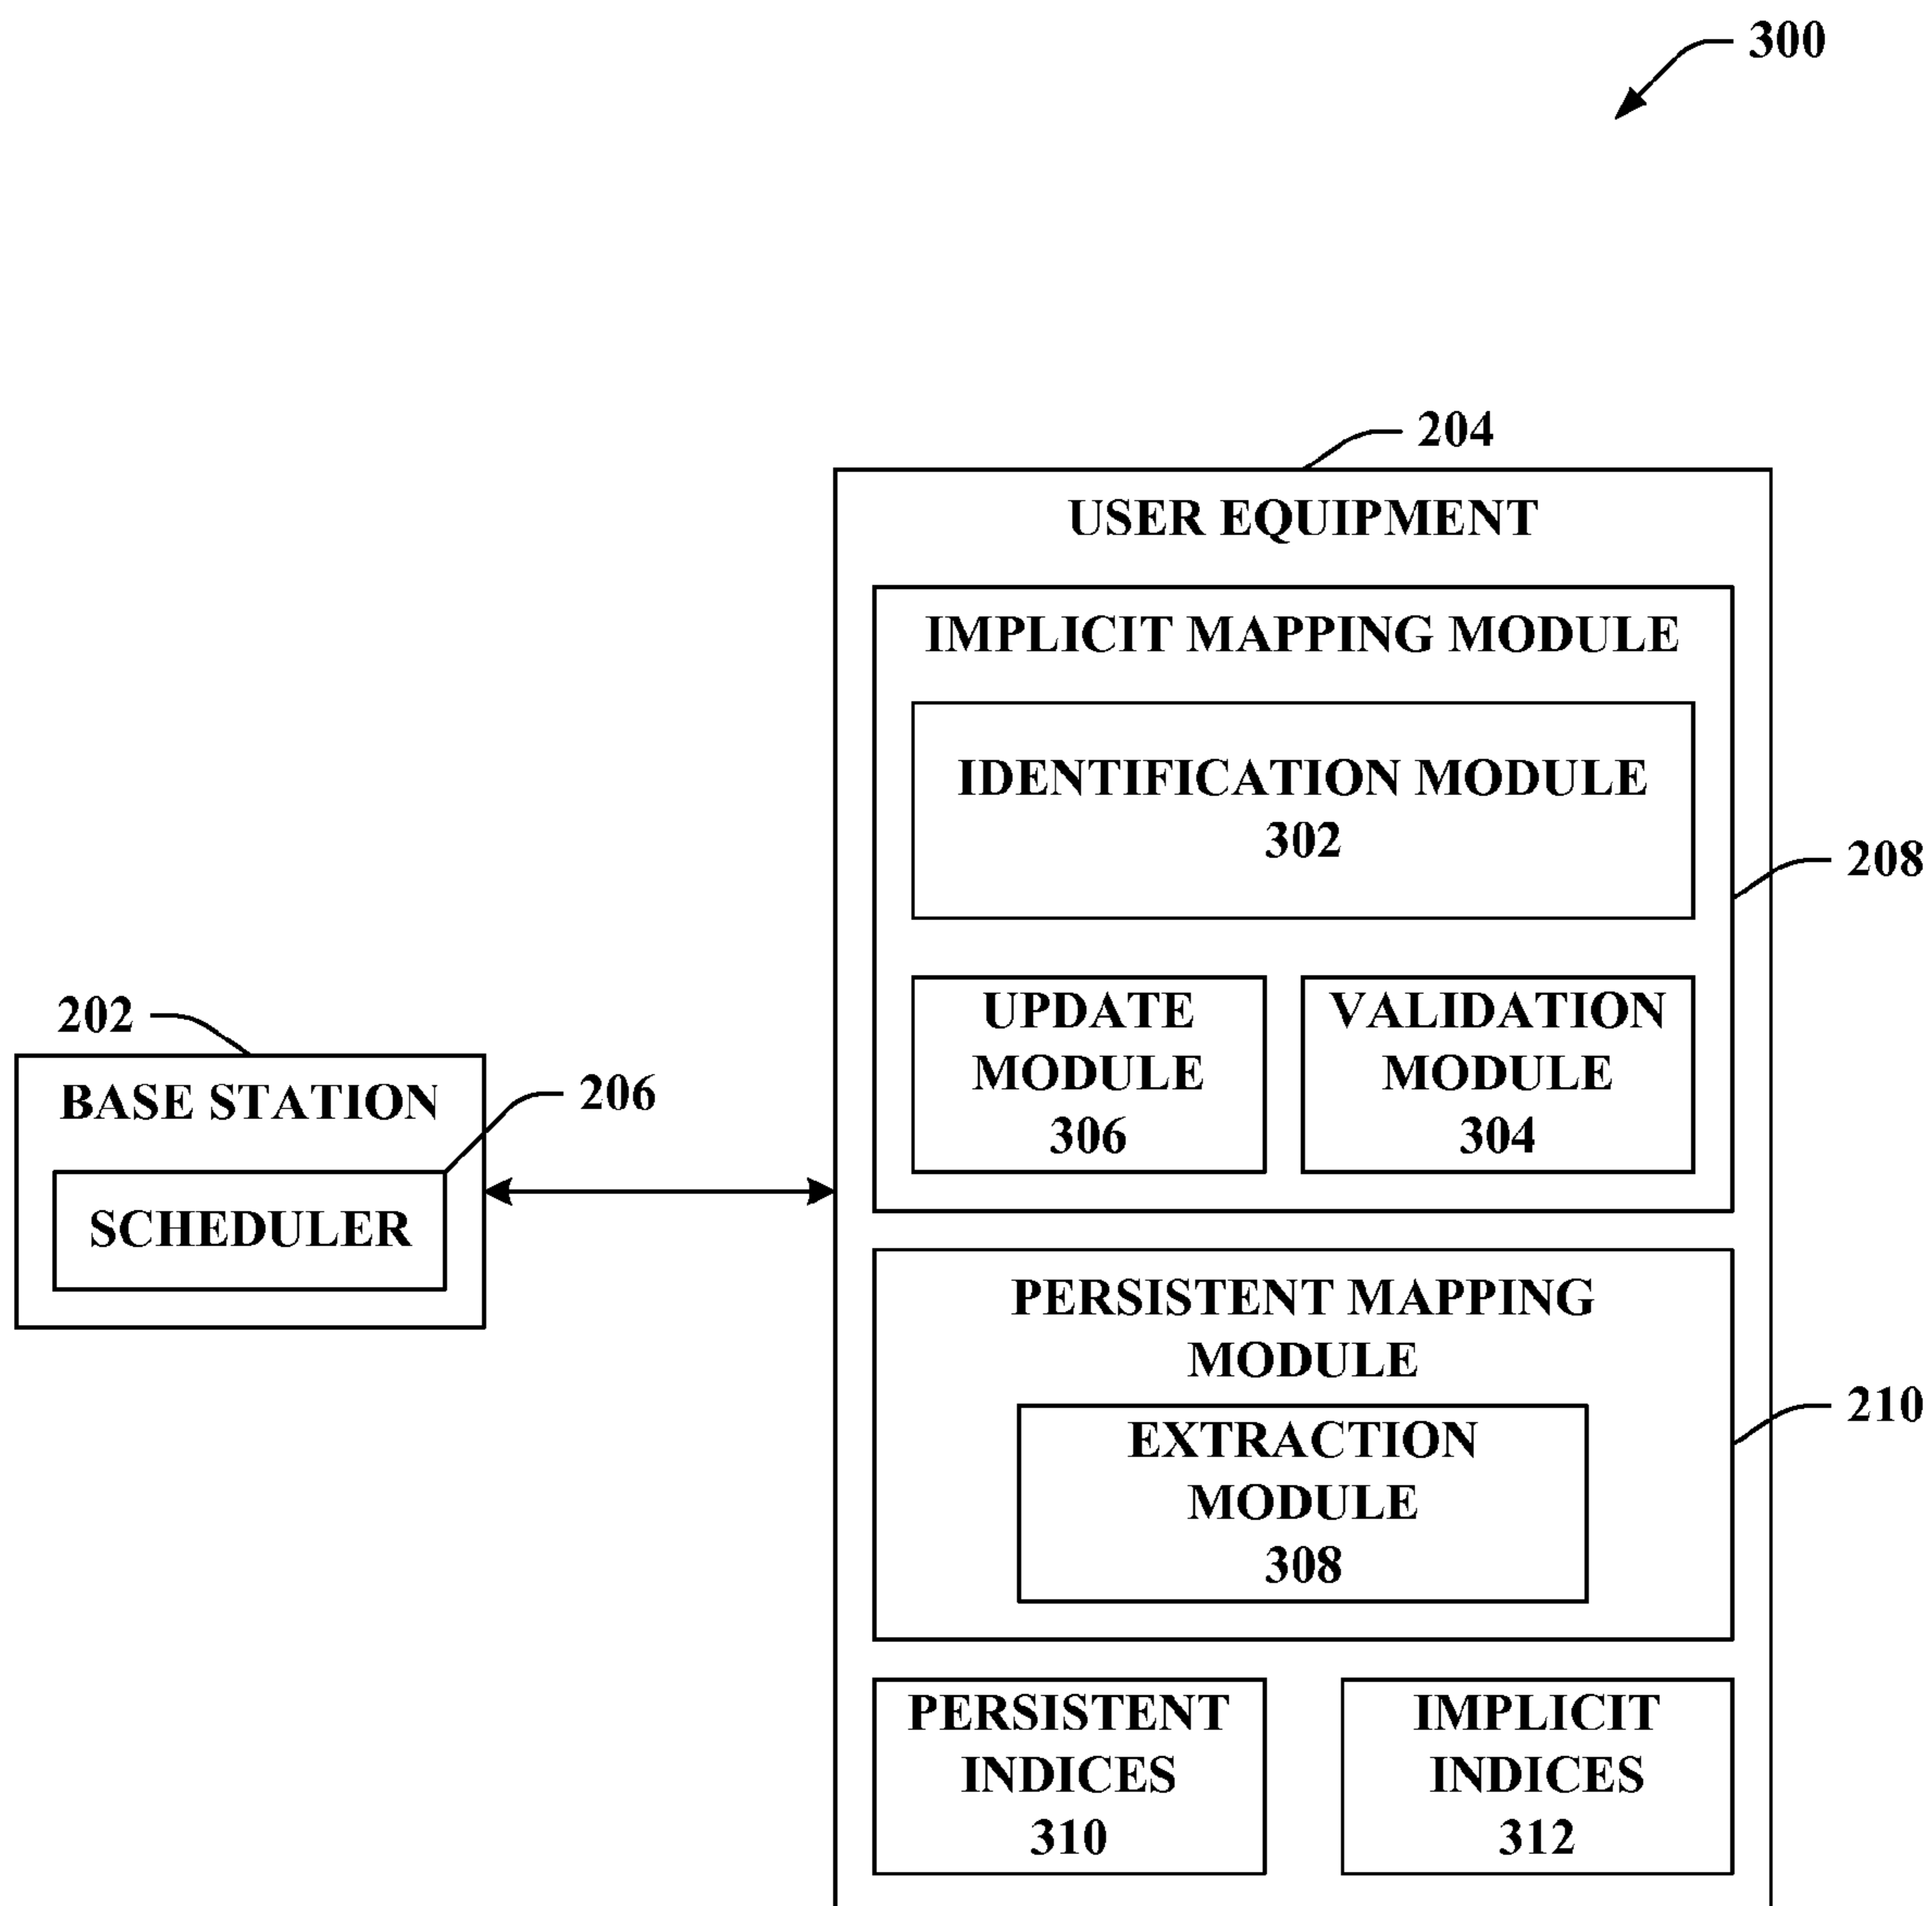 300
204
USER EQUIPMENT
IMPLICIT MAPPING MODULE
IDENTIFICATION MODULE
302
208
UPDATE
MODULE
306
VALIDATION
MODULE
304
202
BASE STATION
206
SCHEDULER
PERSISTENT MAPPING
MODULE
EXTRACTION
MODULE
308
210
PERSISTENT
INDICES
310
IMPLICIT
INDICES
312